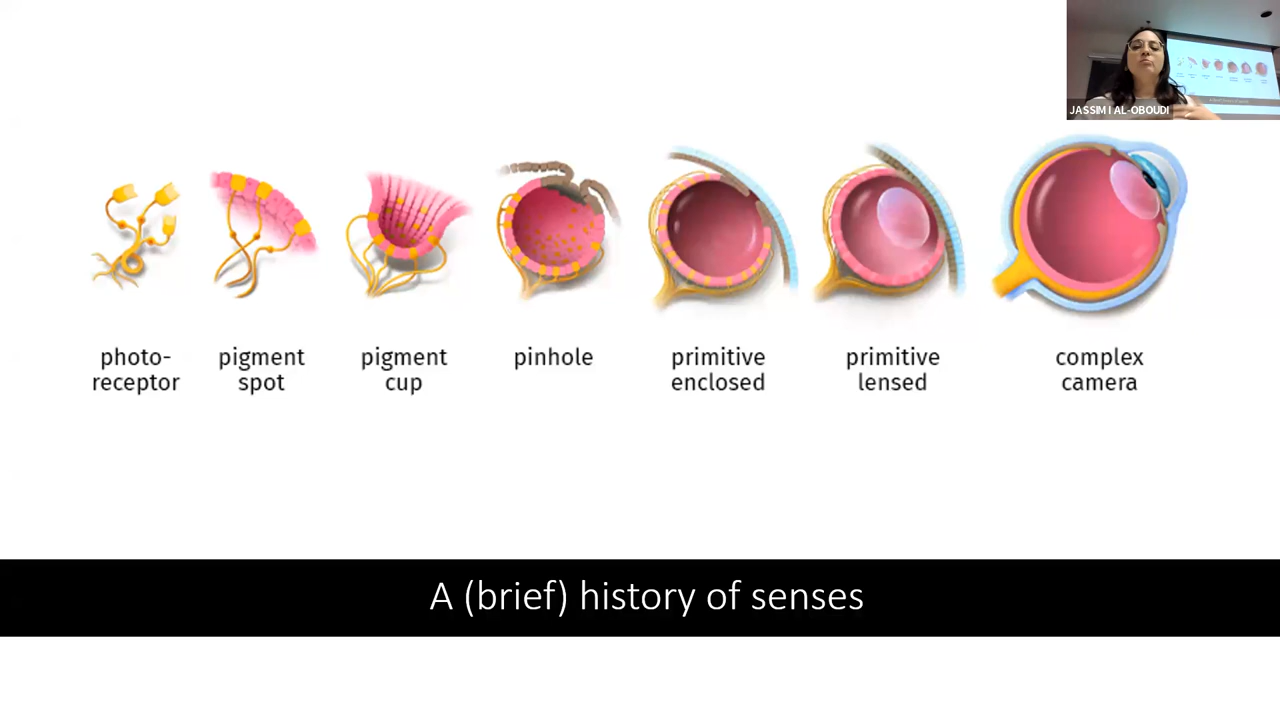 JASSIM I AL-OBOUDI
photo-
receptor
pigment
spot
pigment
cup
pinhole
primitive
enclosed
primitive
lensed
complex
camera
A (brief) history of senses